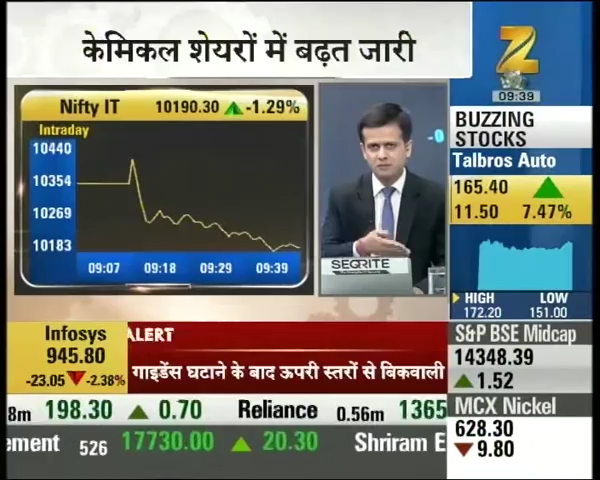 केमिकल शेयरों में बढ़त जारी
Z
09:39
Nifty IT 10190.30 -1.29%
Intraday
10440
10354
10269
10183
09:07 09:18 09:29 09:39
-0
SEQRITE
BUZZING
STOCKS
Talbros Auto
165.40
11.50 7.47%
HIGH LOW
172.20 151.00
Infosys
945.80
-23.05 -2.38%
ALERT
गाइडेंस घटाने के बाद ऊपरी स्तरों से बिकवाली
S&P BSE Midcap
14348.39
1.52
8m 198.30 0.70 Reliance 0.56m 1365
MCX Nickel
628.30
9.80
ement 526 17730.00 20.30 Shriram E